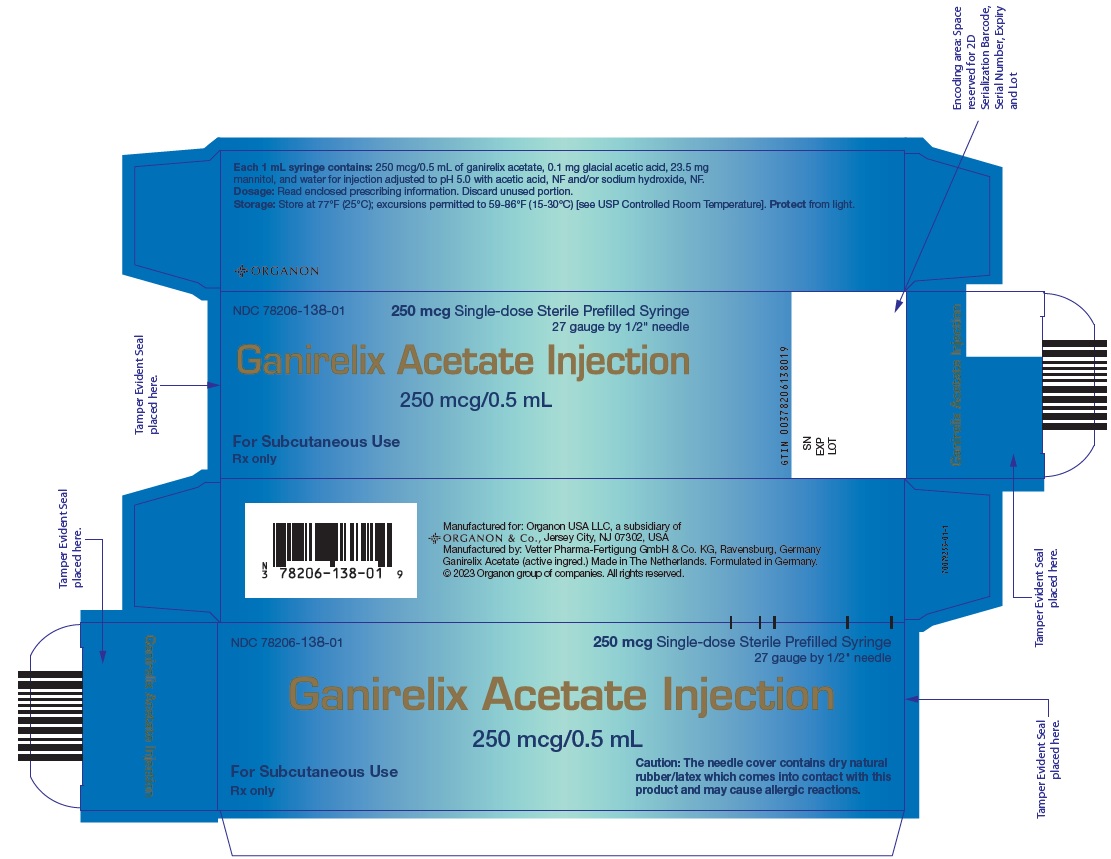 Encoding area: Space
reserved for 2D
Serialization Barcode,
Serial Number, Expiry
and Lot
Each 1 mL syringe contains: 250 mcg/0.5 mL of ganirelix acetate, 0.1 mg glacial acetic acid, 23.5 mg
mannitol, and water for injection adjusted to pH 5.0 with acetic acid, NF and/or sodium hydroxide, NF.
Dosage: Read enclosed prescribing information. Discard unused portion.
Storage: Store at 77°F (25°C); excursions permitted to 59-86°F (15-30°C) [see USP Controlled Room Temperature]. Protect from light.
ORGANON
NDC 78206-138-01
250 mcg Single-dose Sterile Prefilled Syringe
27 gauge by 1/2" needle
Ganirelix Acetate Injection
250 mcg/0.5 mL
For Subcutaneous Use
Rx only
GTIN 00378206138019
SN
EXP
LOT
Ganirelix Acetate Injection
Tamper Evident Seal
placed here.
Tamper Evident Seal
placed here.
N
3
78206-138-01
9
Manufactured for: Organon USA LLC, a subsidiary of
ORGANON & Co., Jersey City, NJ 07302, USA
Manufactured by: Vetter Pharma-Fertigung GmbH & Co. KG, Ravensburg, Germany
Ganirelix Acetate (active ingred.) Made in The Netherlands. Formulated in Germany.
© 2023 Organon group of companies. All rights reserved.
Tamper Evident Seal
placed here.
Ganirelix Acetate Injection
NDC 78206-138-01
250 mcg Single-dose Sterile Prefilled Syringe
27 gauge by 1/2" needle
Ganirelix Acetate Injection
250 mcg/0.5 mL
For Subcutaneous Use
Rx only
Caution: The needle cover contains dry natural
rubber/latex which comes into contact with this
product and may cause allergic reactions.
Tamper Evident Seal
placed here.